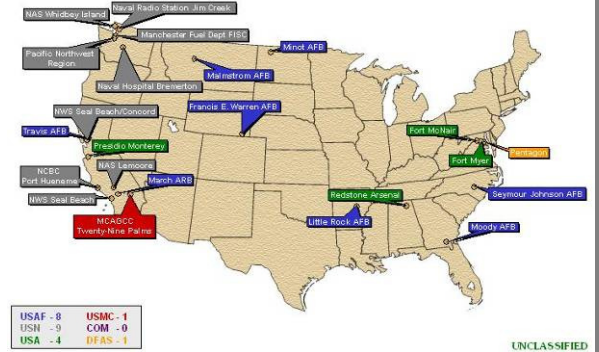 NAS Whidbey Island
Naval Radio Station Jim Creek
Manchester Fuel Dept FISC
Pacific Northwest
Region
Minot AFB
Malmstrom AFB
Naval Hospital Bremerton
Francis E. Warren AFB
NWS Seal Beach/Concord
Travis AFB
Presidio Monterey
Fort McNair
Pentagon
Fort Myer
NCBC
Port Hueneme
NAS Lemoore
March ARB
NWS Seal Beach
MCAGCC
Twenty-Nine Palms
Redstone Arsenal
Little Rock AFB
Seymour Johnson AFB
Moody AFB
USAF - 8 USMC - 1
USN - 9 COM - 0
USA - 4 DFAS - 1
UNCLASSIFIED